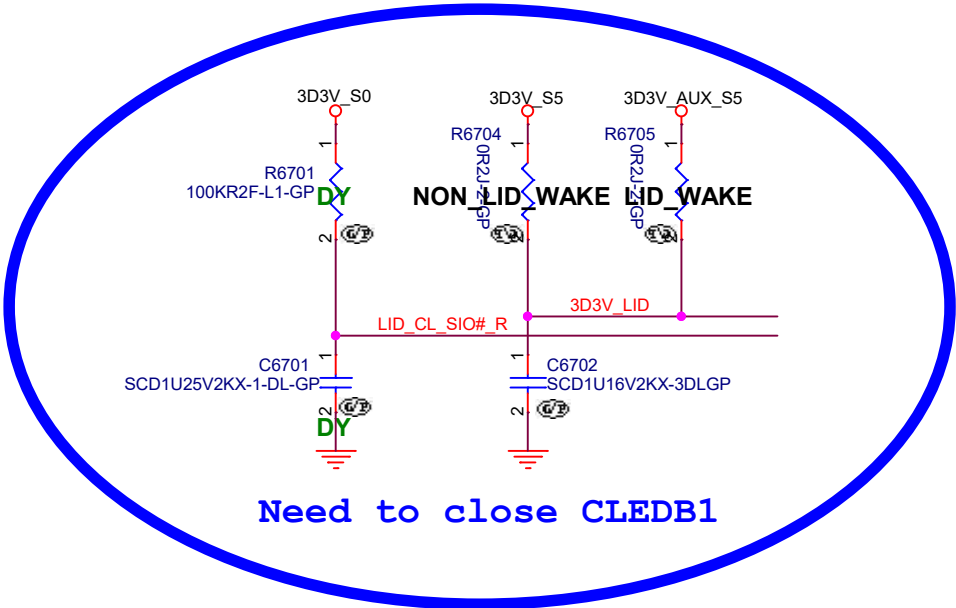 3D3V_S0
3D3V_S5
3D3V_AUX_S5
1
R6701
100KR2F-L1-GP
DY
2
G/P
1
R6704
0R2J-2-GP
NON_LID_WAKE
2
1
R6705
0R2J-2-GP
LID_WAKE
2
3D3V_LID
LID_CL_SIO#_R
1
C6701
SCD1U25V2KX-1-DL-GP
2
G/P
DY
1
C6702
SCD1U16V2KX-3DLGP
2
G/P
Need to close CLEDB1